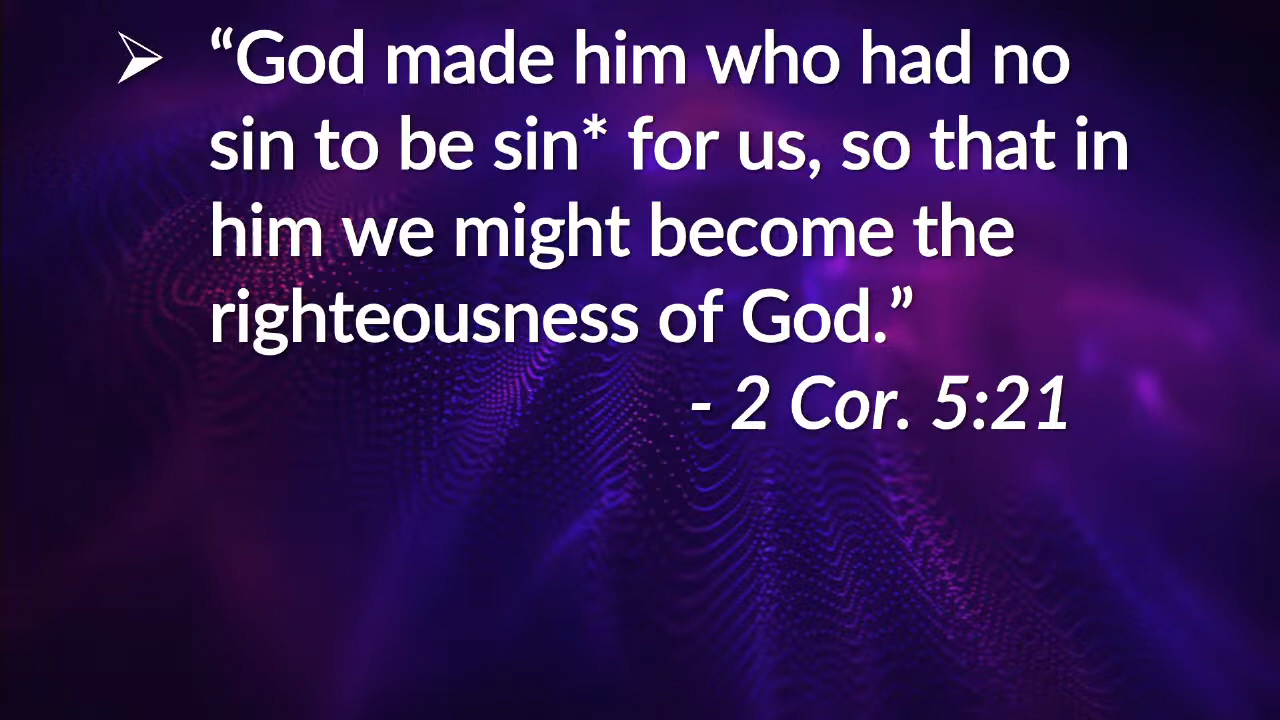 ➢ “God made him who had no
sin to be sin* for us, so that in
him we might become the
righteousness of God.”
- 2 Cor. 5:21